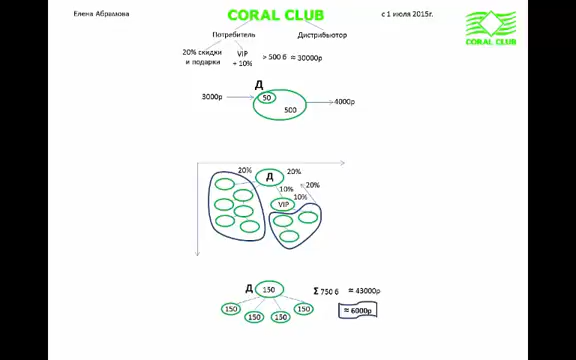 Елена Абрамова
CORAL CLUB
с 1 июля 2015г.
CORAL CLUB
Потребитель
Дистрибьютор
20% скидки
и подарки
VIP
+ 10%
> 500 б ≈ 30000р
Д
3000р
50
500
4000р
20%
Д
20%
10%
20%
VIP
10%
Д
150
Σ 750 б ≈ 43000р
150
150
150
150
≈ 6000р